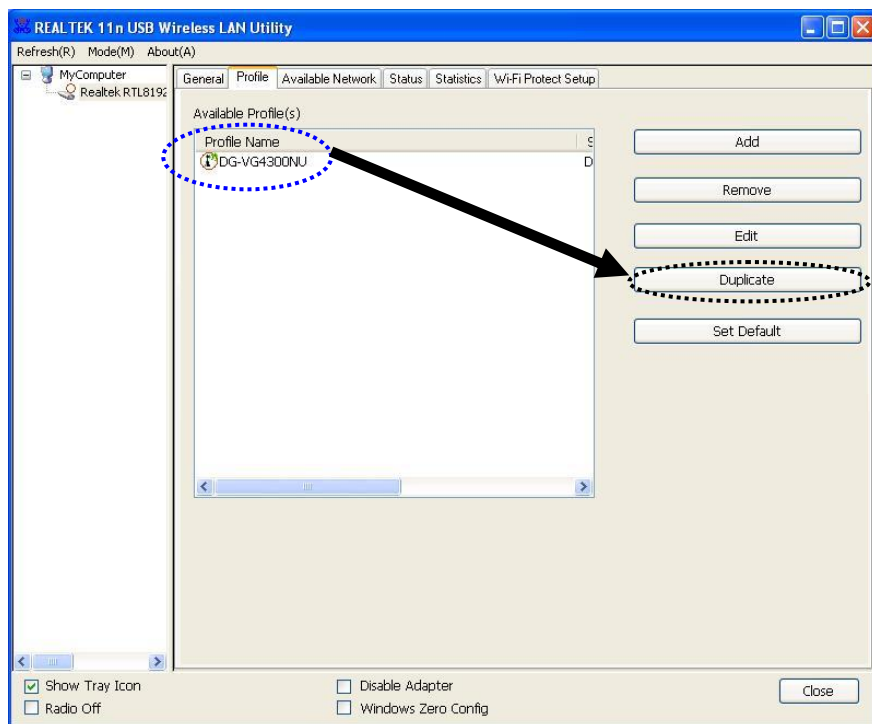 REALTEK 11n USB Wireless LAN Utility
Refresh(R) Mode(M) About(A)
MyComputer
Realtek RTL8192
General Profile Available Network Status Statistics Wi-Fi Protect Setup
Available Profile(s)
Profile Name S
DG-VG4300NU D
Add
Remove
Edit
Duplicate
Set Default
Show Tray Icon
Radio Off
Disable Adapter
Windows Zero Config
Close